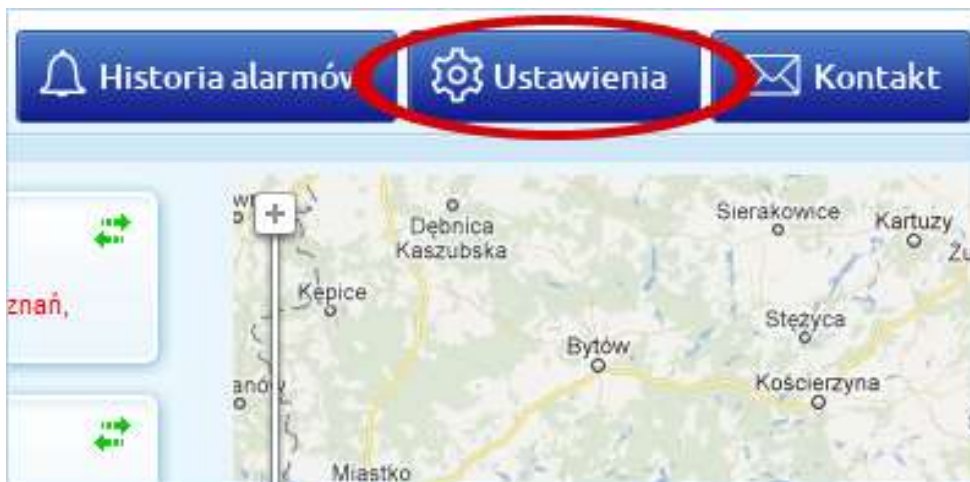 Historia alarmów
Ustawienia
Kontakt
Dębnica
Kaszubska
Sierakowice
Kartuzy
Kępice
znań,
Stężyca
Bytów
Kościerzyna
Miastko